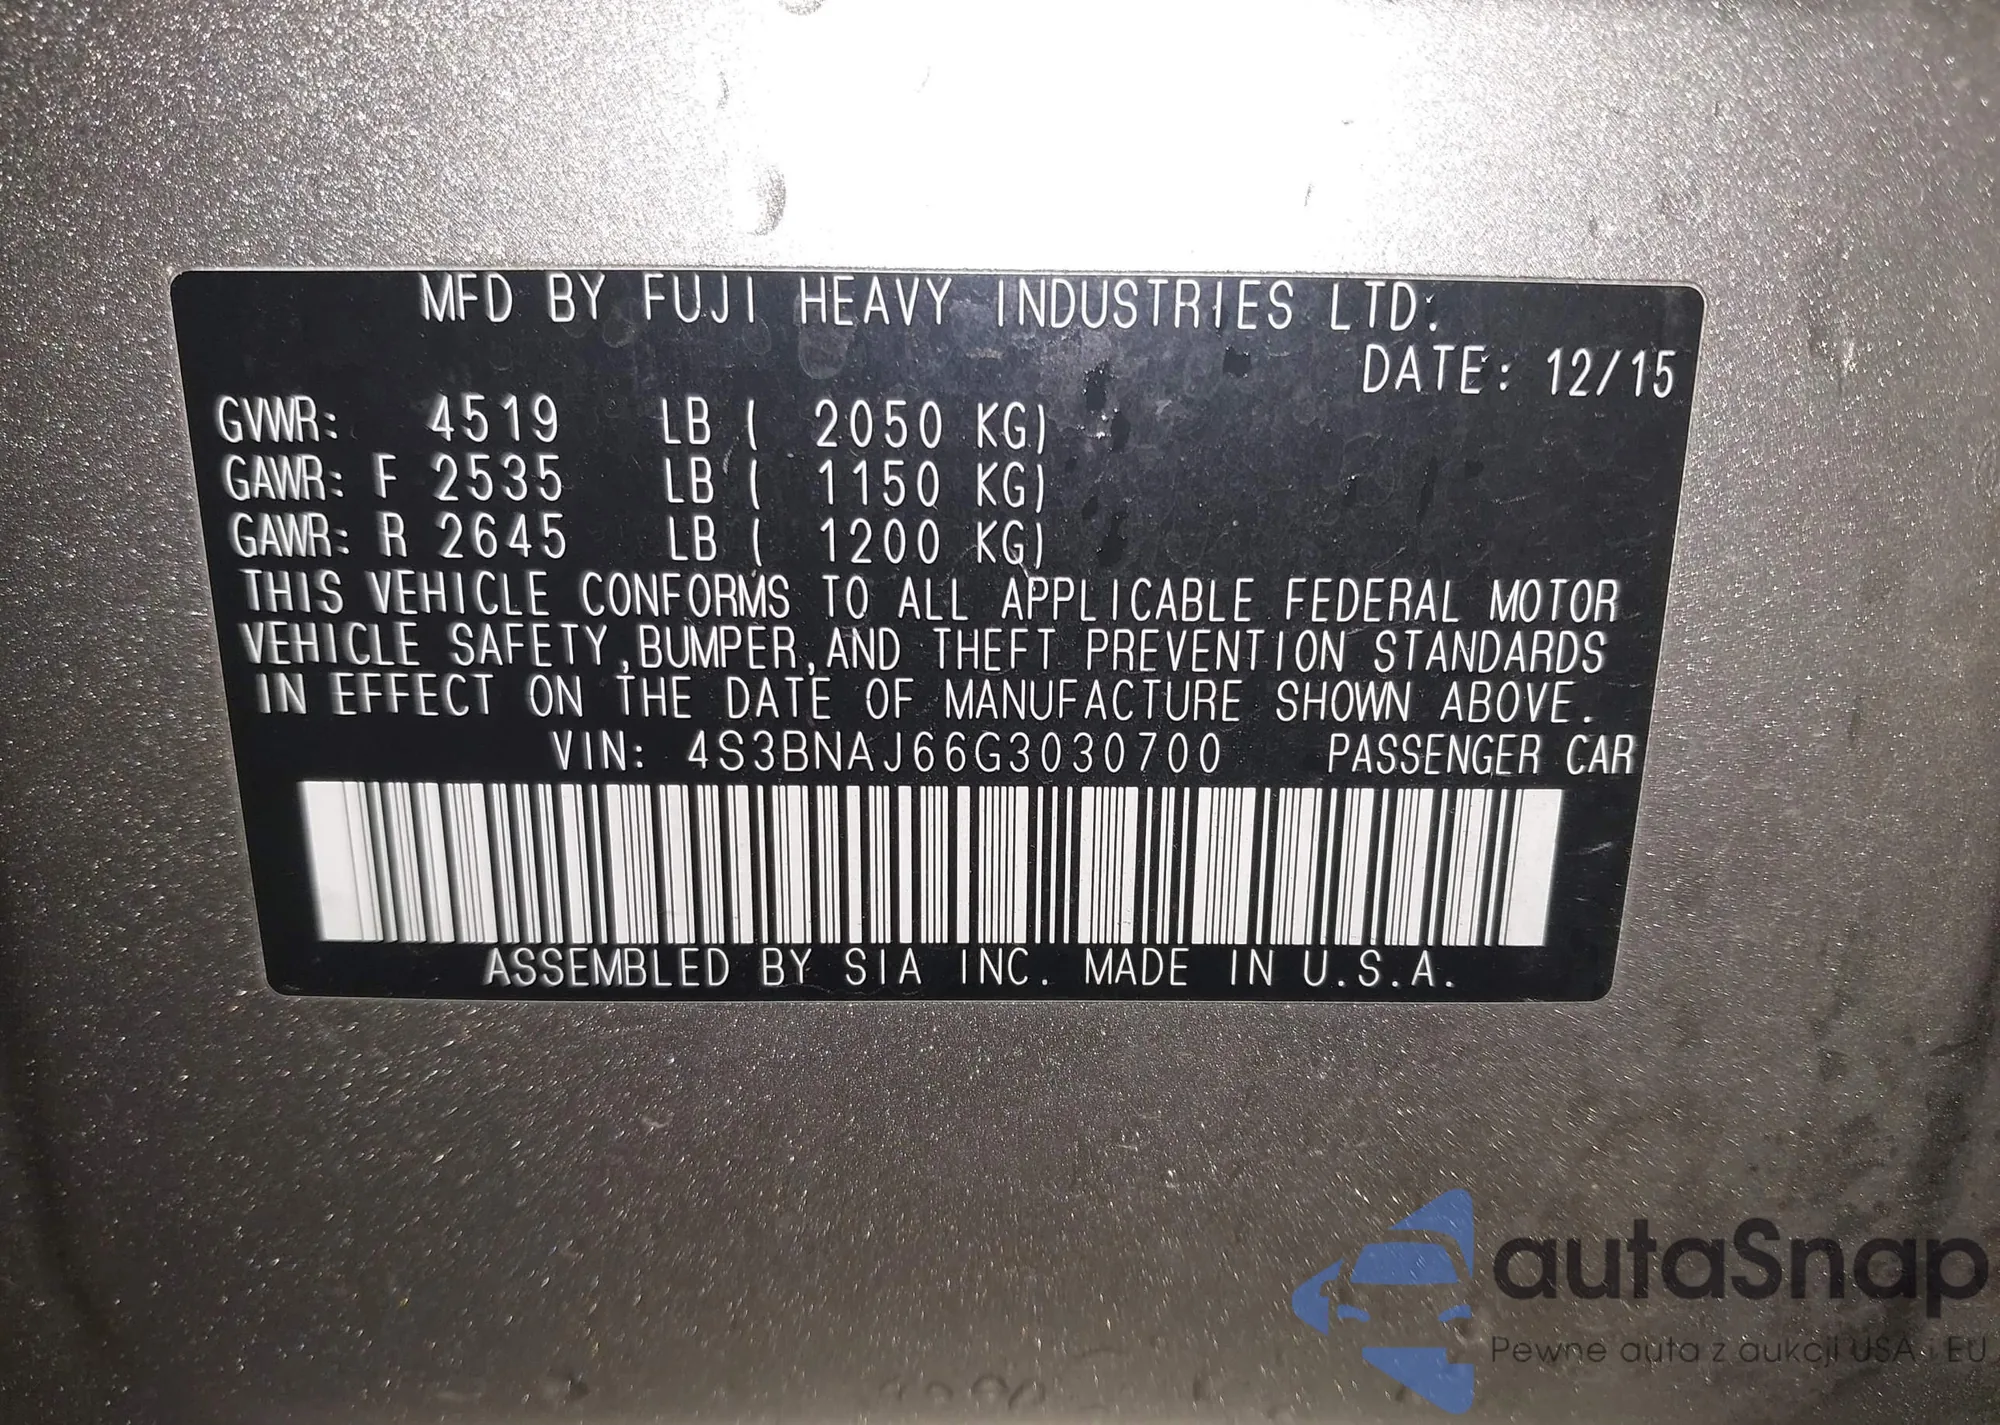 MFD BY FUJI HEAVY INDUSTRIES LTD.
DATE: 12/15
GVWR: 4519 LB ( 2050 KG)
GAWR: F 2535 LB ( 1150 KG)
GAWR: R 2645 LB ( 1200 KG)
THIS VEHICLE CONFORMS TO ALL APPLICABLE FEDERAL MOTOR
VEHICLE SAFETY,BUMPER,AND THEFT PREVENTION STANDARDS
IN EFFECT ON THE DATE OF MANUFACTURE SHOWN ABOVE.
VIN: 4S3BNAJ66G3030700 PASSENGER CAR
ASSEMBLED BY SIA INC. MADE IN U.S.A.
autaSnap
Pewne auta z aukcji USA i EU